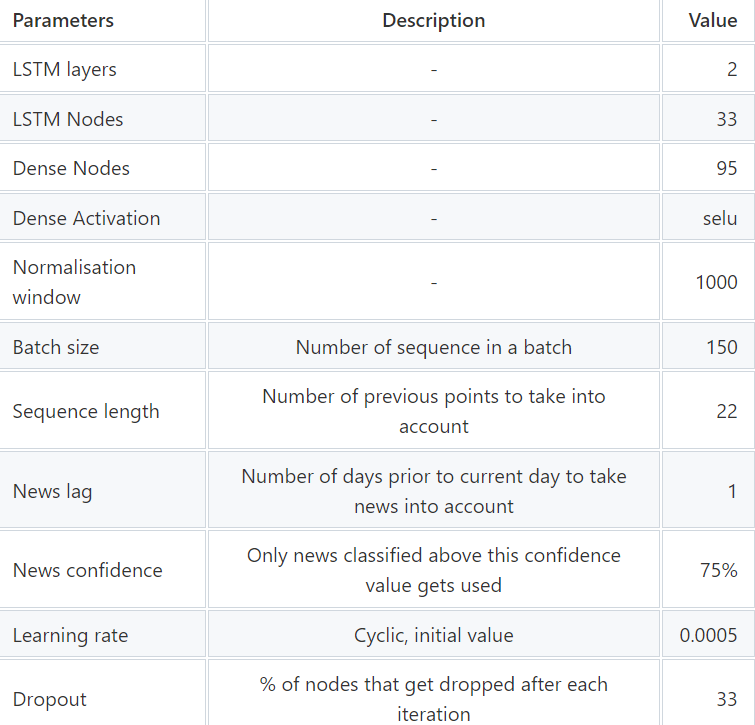 Parameters Description Value
LSTM layers - 2
LSTM Nodes - 33
Dense Nodes - 95
Dense Activation - selu
Normalisation
window - 1000
Batch size Number of sequence in a batch 150
Sequence length Number of previous points to take into
account 22
News lag Number of days prior to current day to take
news into account 1
News confidence Only news classified above this confidence
value gets used 75%
Learning rate Cyclic, initial value 0.0005
Dropout % of nodes that get dropped after each
iteration 33